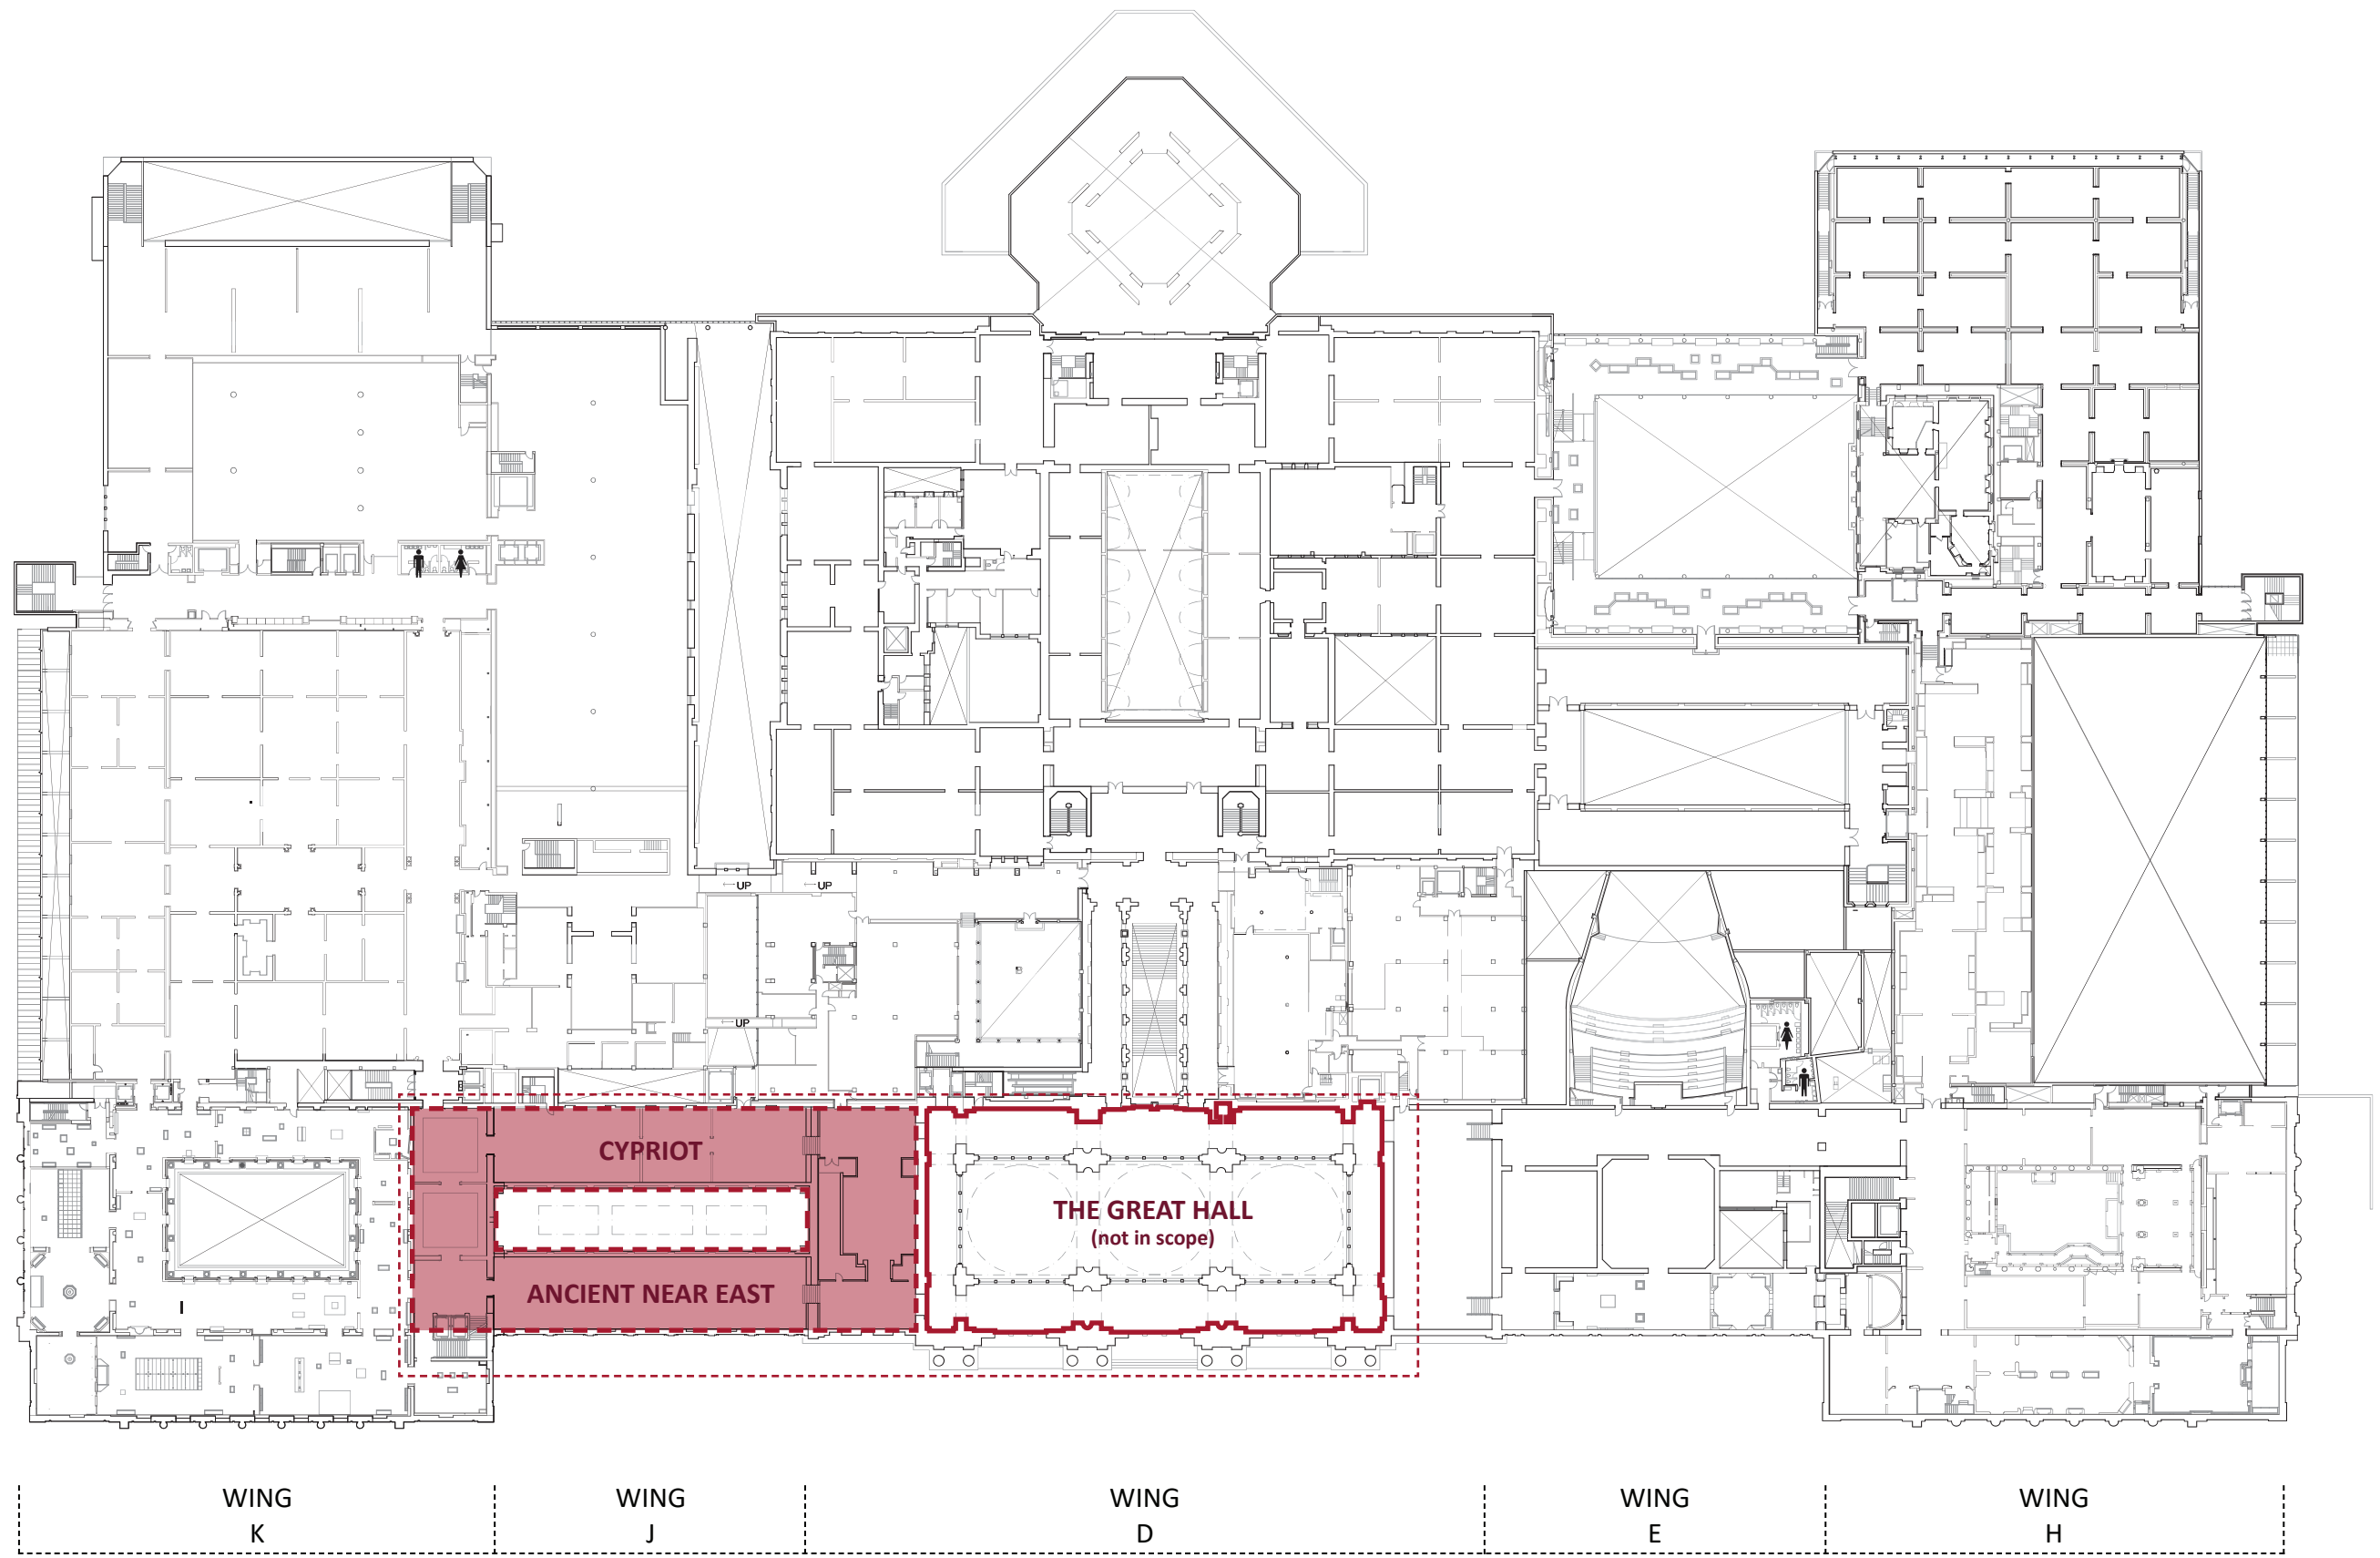 UP
UP
UP
CYPRIOT
THE GREAT HALL
(not in scope)
ANCIENT NEAR EAST
WING
K
WING
J
WING
D
WING
E
WING
H